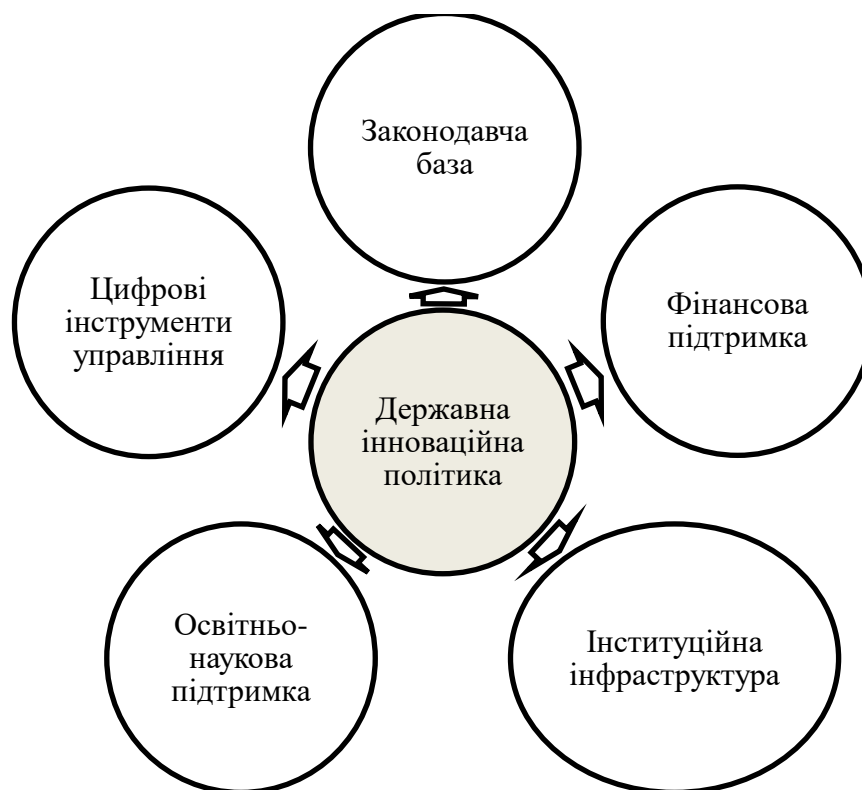 Законодавча
база
Цифрові
інструменти
управління
Фінансова
підтримка
Державна
інноваційна
політика
Освітньо-
наукова
підтримка
Інституційна
інфраструктура